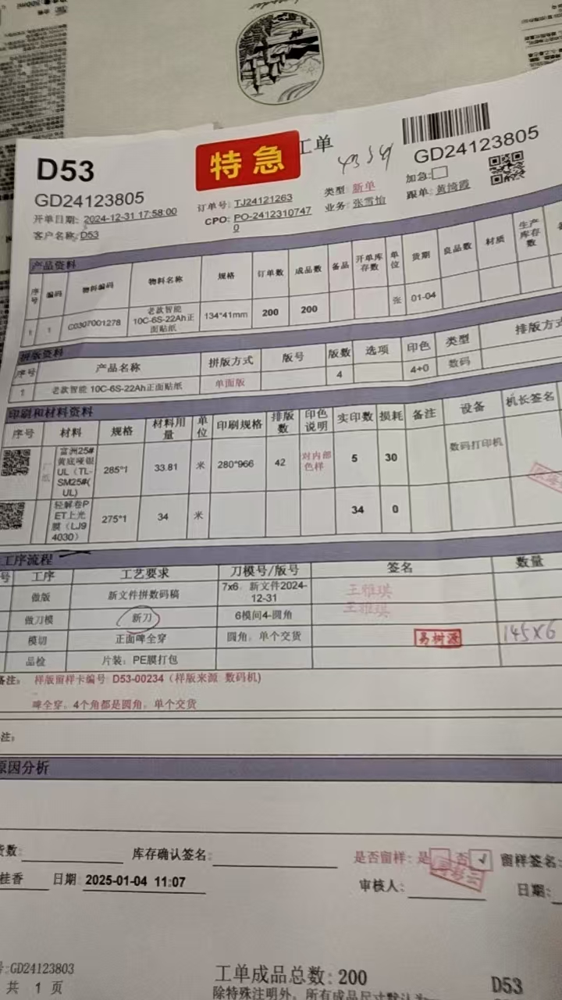 D53
特急
工单
GD24123805
GD24123805
开单日期: 2024-12-31 17:58:00
客户名称: D53
订单号: TJ24121263
CPO: PO-24123107470
类型: 新单
业务: 张雪怡
加急:
跟单: 黄绮霞
产品资料
序号 编码 物料编码 物料名称 规格 订单数 成品数 备品 开单库存数 单位 货期 良品数 材质 生产库存数
1 1 C0307001278 老款智能10C-6S-22Ah正面贴纸 134*41mm 200 200 张 01-04
拼版资料
序号 产品名称 拼版方式 版号 版数 选项 印色 类型 排版方式
1 老款智能 10C-6S-22Ah正面贴纸 单面版 4 4+0 数码
印刷和材料资料
序号 材料 规格 材料用量 单位 印刷规格 排版数 印色说明 实印数 损耗 备注 设备 机长签名
富洲25#黄底哑银UL（TL-SM25#(UL) 285*1 33.81 米 280*966 42 对内部色样 5 30 数码打印机
轻解卷PET上光膜（LJ94030） 275*1 34 米 34 0
工序流程
号 工序 工艺要求 刀模号/版号 签名 数量
做版 新文件拼数码稿 7x6，新文件2024-12-31 王雅琪
做刀模 新刀 6模间4-圆角 王雅琪
模切 正面啤全穿 圆角，单个交货 易树源 145X6
品检 片装：PE膜打包
备注： 样版留样卡编号 D53-00234（样版来源 数码机)
啤全穿，4个角都是圆角，单个交货
注：
原因分析
货数: 库存确认签名: 是否留样: 是 否 √ 留样签名:
桂香 日期: 2025-01-04 11:07 审核人: 日期:
号:GD24123803
共 1 页
工单成品总数: 200
D53
除特殊注明外，所有成品尺寸默认为